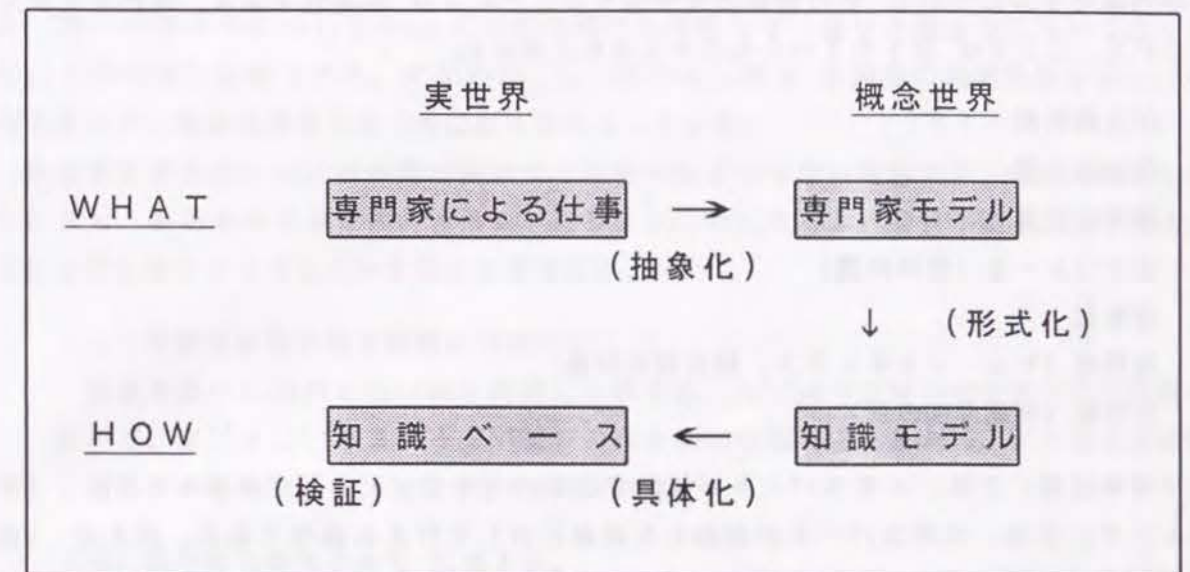 実世界 概念世界
WHAT 専門家による仕事 → 専門家モデル
(抽象化)
↓ (形式化)
HOW 知識ベース ← 知識モデル
(検証) (具体化)